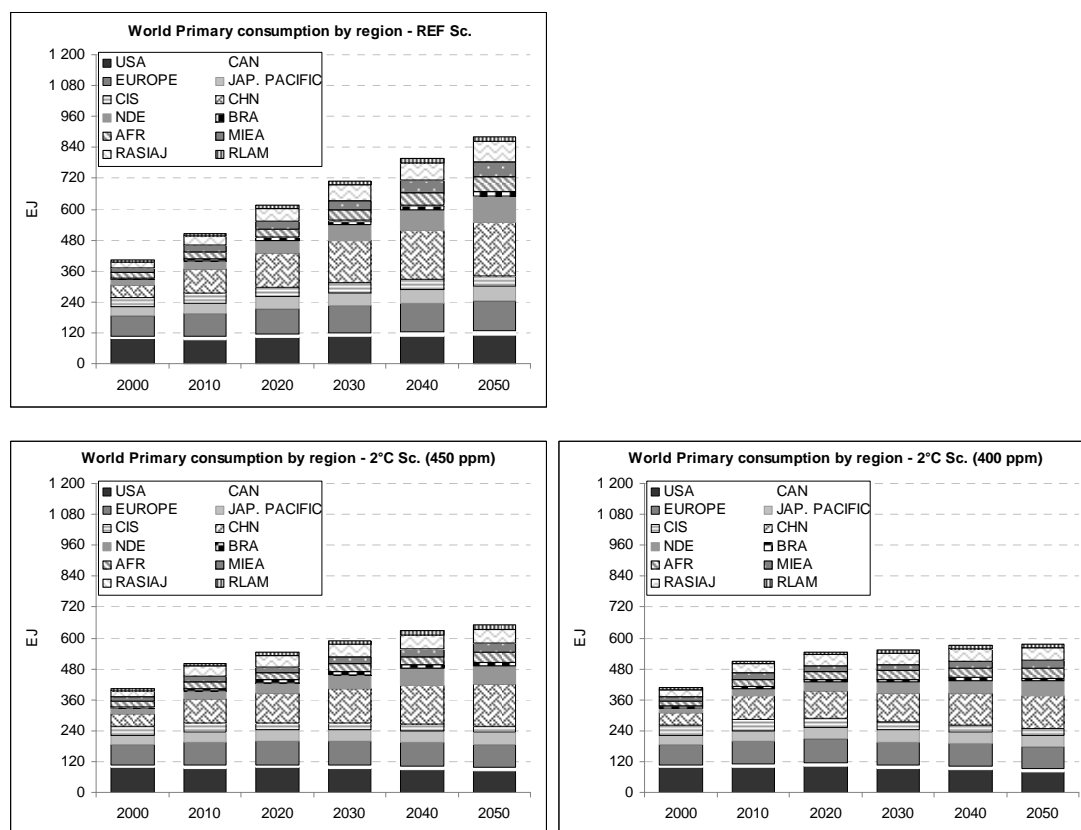 World Primary consumption by region - REF Sc.
1 200
1 080
960
840
720
600
480
360
240
120
0
EJ
USA CAN
EUROPE JAP. PACIFIC
CIS CHN
NDE BRA
AFR MIEA
RASIAJ RLAM
2000 2010 2020 2030 2040 2050
World Primary consumption by region - 2°C Sc. (450 ppm)
1 200
1 080
960
840
720
600
480
360
240
120
0
EJ
USA CAN
EUROPE JAP. PACIFIC
CIS CHN
NDE BRA
AFR MIEA
RASIAJ RLAM
2000 2010 2020 2030 2040 2050
World Primary consumption by region - 2°C Sc. (400 ppm)
1 200
1 080
960
840
720
600
480
360
240
120
0
EJ
USA CAN
EUROPE JAP. PACIFIC
CIS CHN
NDE BRA
AFR MIEA
RASIAJ RLAM
2000 2010 2020 2030 2040 2050